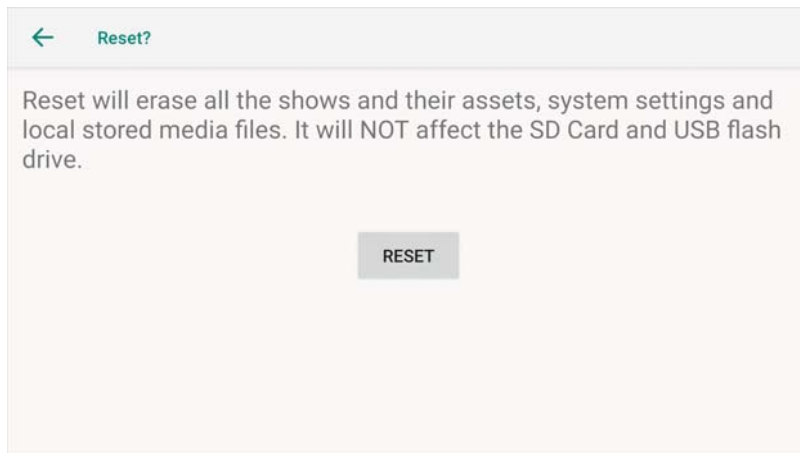 Reset?
Reset will erase all the shows and their assets, system settings and
local stored media files. It will NOT affect the SD Card and USB flash
drive.
RESET